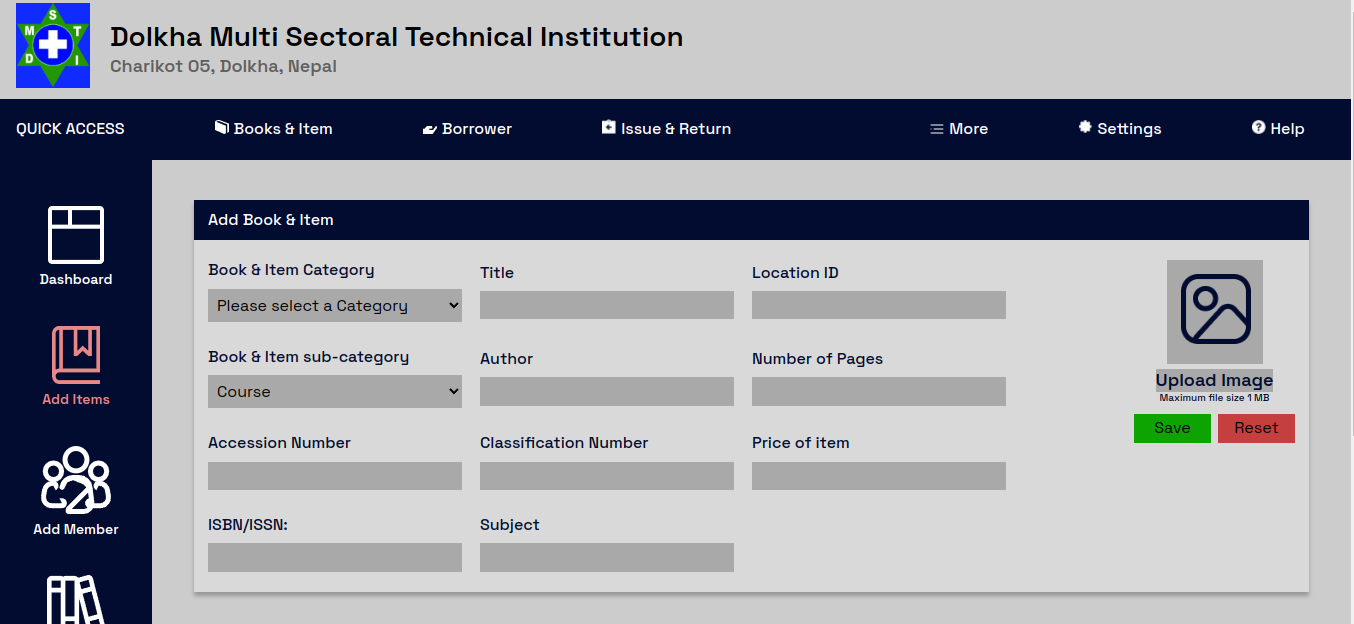 S
M T
D I
Dolkha Multi Sectoral Technical Institution
Charikot 05, Dolkha, Nepal
QUICK ACCESS Books & Item Borrower Issue & Return More Settings ? Help
Dashboard
Add Items
Add Member
Add Book & Item
Book & Item Category Title Location ID
Please select a Category
Book & Item sub-category Author Number of Pages
Course
Upload Image
Maximum file size 1 MB
Save Reset
Accession Number Classification Number Price of item
ISBN/ISSN: Subject